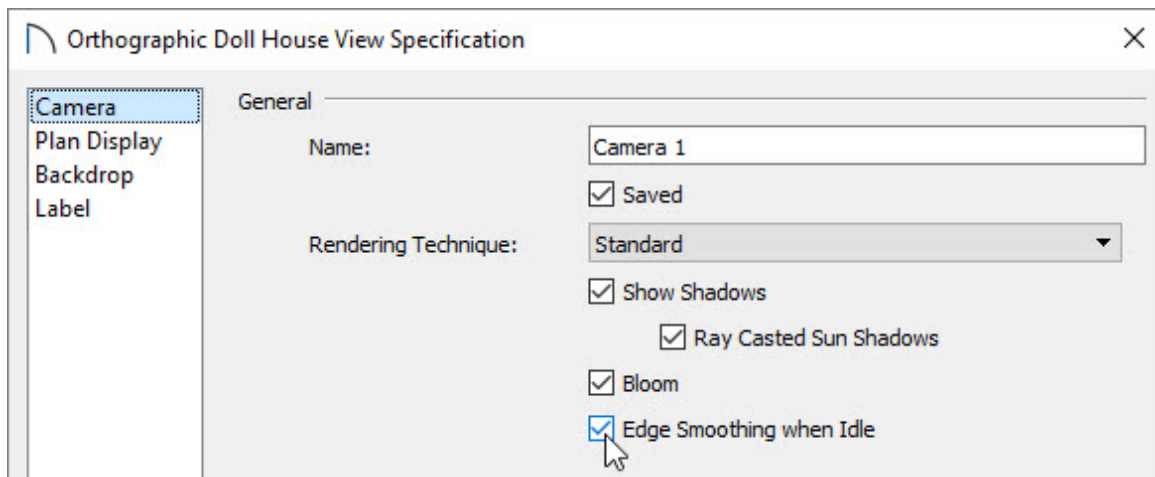 Orthographic Doll House View Specification
Camera
Plan Display
Backdrop
Label
General
Name: Camera 1
Saved
Rendering Technique: Standard
Show Shadows
Ray Casted Sun Shadows
Bloom
Edge Smoothing when Idle